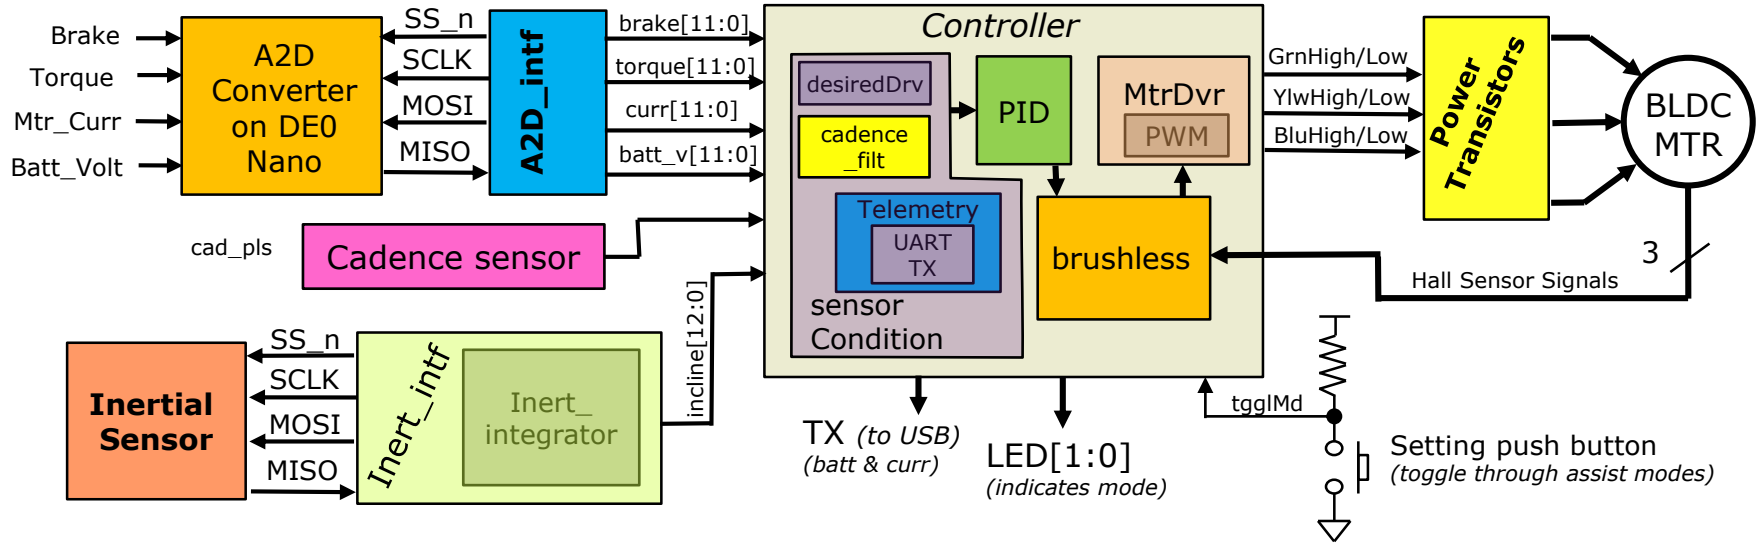 Brake
Torque
Mtr_Curr
Batt_Volt
A2D
Converter
on DE0
Nano
SS_n
SCLK
MOSI
MISO
A2D_intf
brake[11:0]
torque[11:0]
curr[11:0]
batt_v[11:0]
cad_pls
Cadence sensor
Inertial
Sensor
SS_n
SCLK
MOSI
MISO
Inert_intf
Inert_
integrator
incline[12:0]
Controller
desiredDrv
cadence
_filt
Telemetry
UART
TX
sensor
Condition
PID
MtrDvr
PWM
brushless
GrnHigh/Low
YlwHigh/Low
BluHigh/Low
Power
Transistors
BLDC
MTR
3
Hall Sensor Signals
TX (to USB)
(batt & curr)
LED[1:0]
(indicates mode)
tgglMd
Setting push button
(toggle through assist modes)